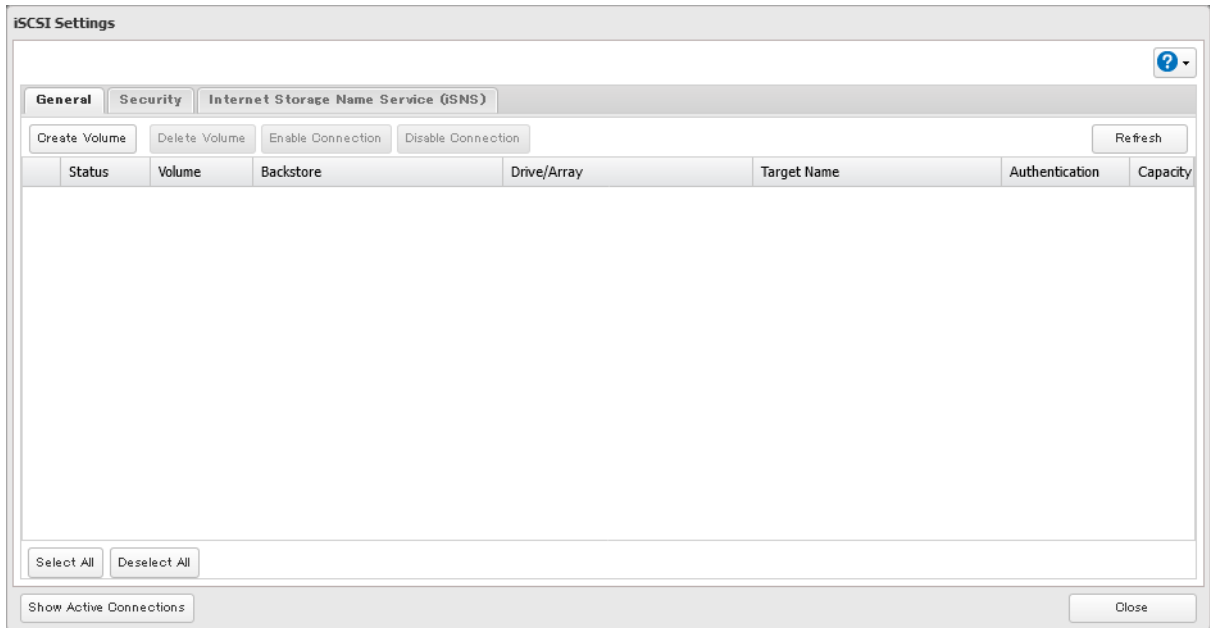 iSCSI Settings
?
General Security Internet Storage Name Service (iSNS)
Create Volume Delete Volume Enable Connection Disable Connection Refresh
Status Volume Backstore Drive/Array Target Name Authentication Capacity
Select All Deselect All
Show Active Connections Close